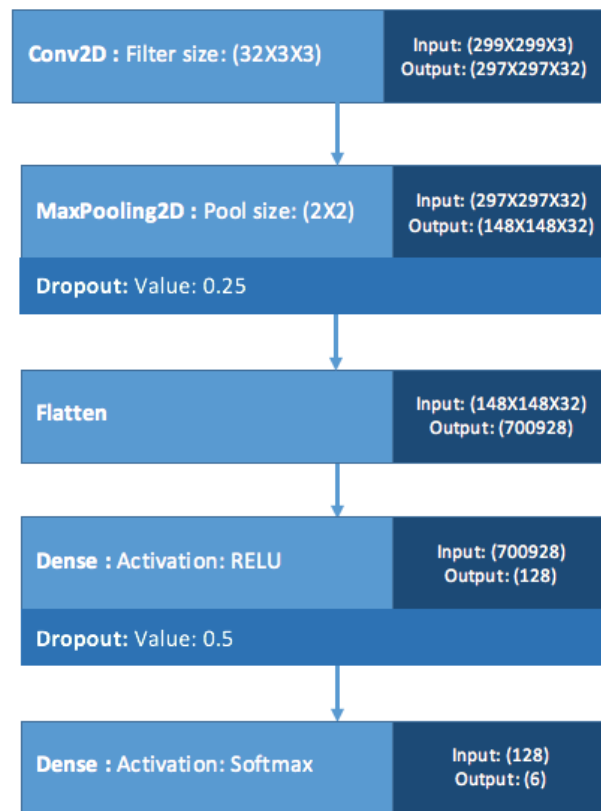 Conv2D : Filter size: (32X3X3)
Input: (299X299X3)
Output: (297X297X32)
MaxPooling2D : Pool size: (2X2)
Input: (297X297X32)
Output: (148X148X32)
Dropout: Value: 0.25
Flatten
Input: (148X148X32)
Output: (700928)
Dense : Activation: RELU
Input: (700928)
Output: (128)
Dropout: Value: 0.5
Dense : Activation: Softmax
Input: (128)
Output: (6)